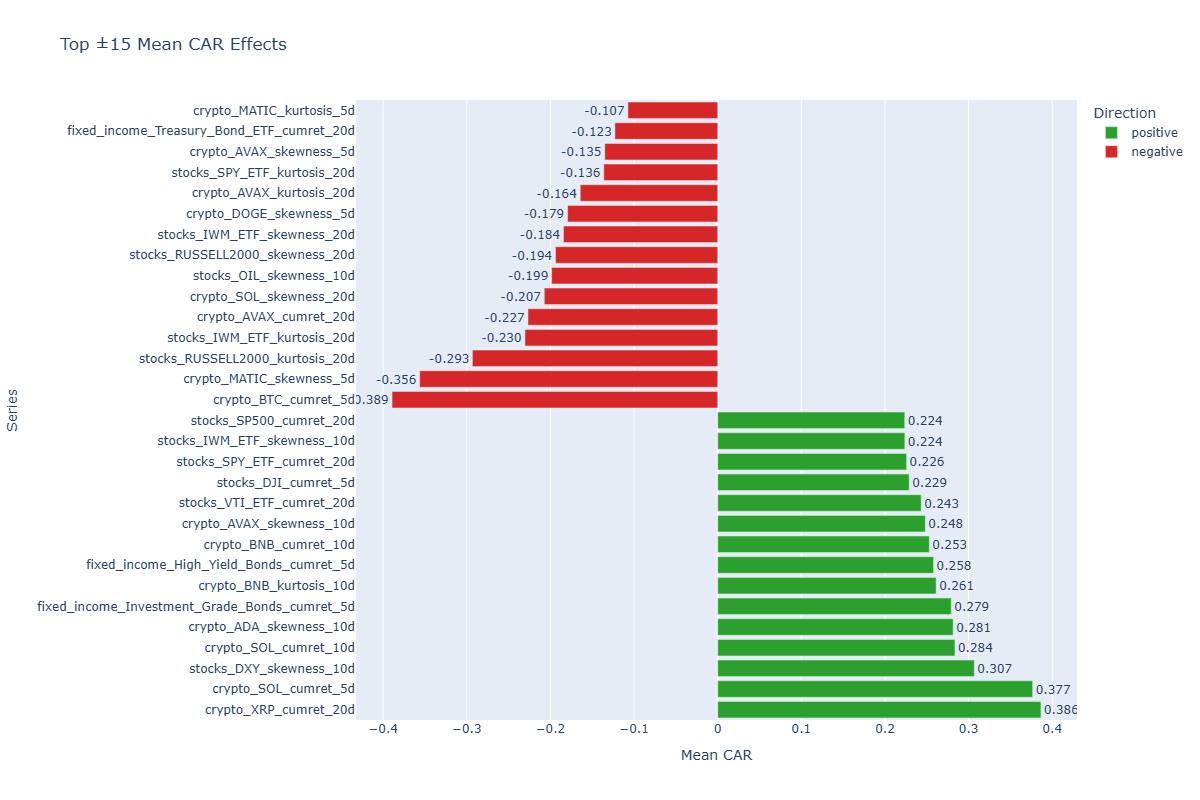 Top ±15 Mean CAR Effects
Direction
positive
negative
Series
crypto_MATIC_kurtosis_5d -0.107
fixed_income_Treasury_Bond_ETF_cumret_20d -0.123
crypto_AVAX_skewness_5d -0.135
stocks_SPY_ETF_kurtosis_20d -0.136
crypto_AVAX_kurtosis_20d -0.164
crypto_DOGE_skewness_5d -0.179
stocks_IWM_ETF_skewness_20d -0.184
stocks_RUSSELL2000_skewness_20d -0.194
stocks_OIL_skewness_10d -0.199
crypto_SOL_skewness_20d -0.207
crypto_AVAX_cumret_20d -0.227
stocks_IWM_ETF_kurtosis_20d -0.230
stocks_RUSSELL2000_kurtosis_20d -0.293
crypto_MATIC_skewness_5d -0.356
crypto_BTC_cumret_5d 0.389
stocks_SP500_cumret_20d 0.224
stocks_IWM_ETF_skewness_10d 0.224
stocks_SPY_ETF_cumret_20d 0.226
stocks_DJI_cumret_5d 0.229
stocks_VTI_ETF_cumret_20d 0.243
crypto_AVAX_skewness_10d 0.248
crypto_BNB_cumret_10d 0.253
fixed_income_High_Yield_Bonds_cumret_5d 0.258
crypto_BNB_kurtosis_10d 0.261
fixed_income_Investment_Grade_Bonds_cumret_5d 0.279
crypto_ADA_skewness_10d 0.281
crypto_SOL_cumret_10d 0.284
stocks_DXY_skewness_10d 0.307
crypto_SOL_cumret_5d 0.377
crypto_XRP_cumret_20d 0.386
−0.4 −0.3 −0.2 −0.1 0 0.1 0.2 0.3 0.4
Mean CAR